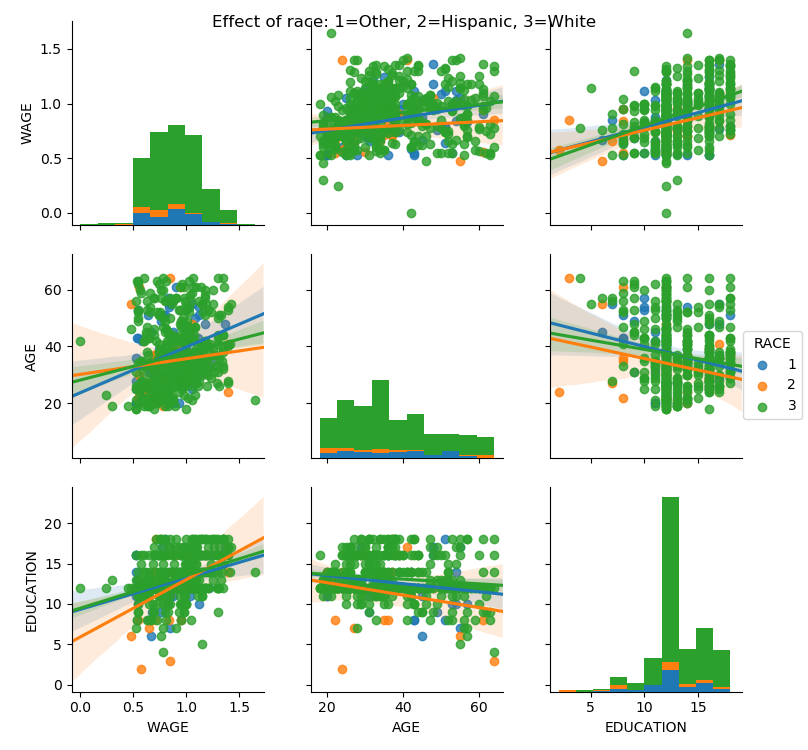 Effect of race: 1=Other, 2=Hispanic, 3=White
1.5
1.0
0.5
0.0
WAGE
60
40
20
AGE
RACE
1
2
3
20
15
10
5
0
EDUCATION
0.0 0.5 1.0 1.5
WAGE
20 40 60
AGE
5 10 15
EDUCATION